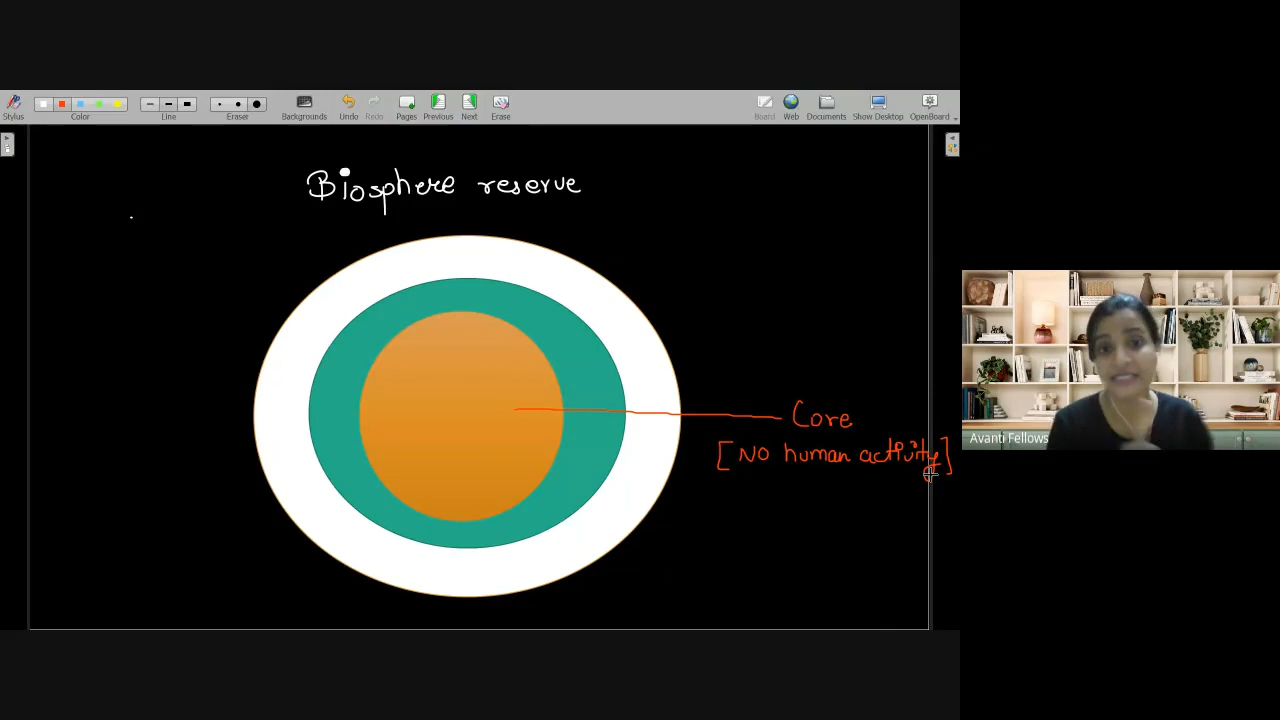 Stylus
Color
Line
Eraser
Backgrounds
Undo
Redo
Pages
Previous
Next
Erase
Board
Web
Documents
Show Desktop
OpenBoard
Biosphere reserve
Core
[No human activity]
Avanti Fellows